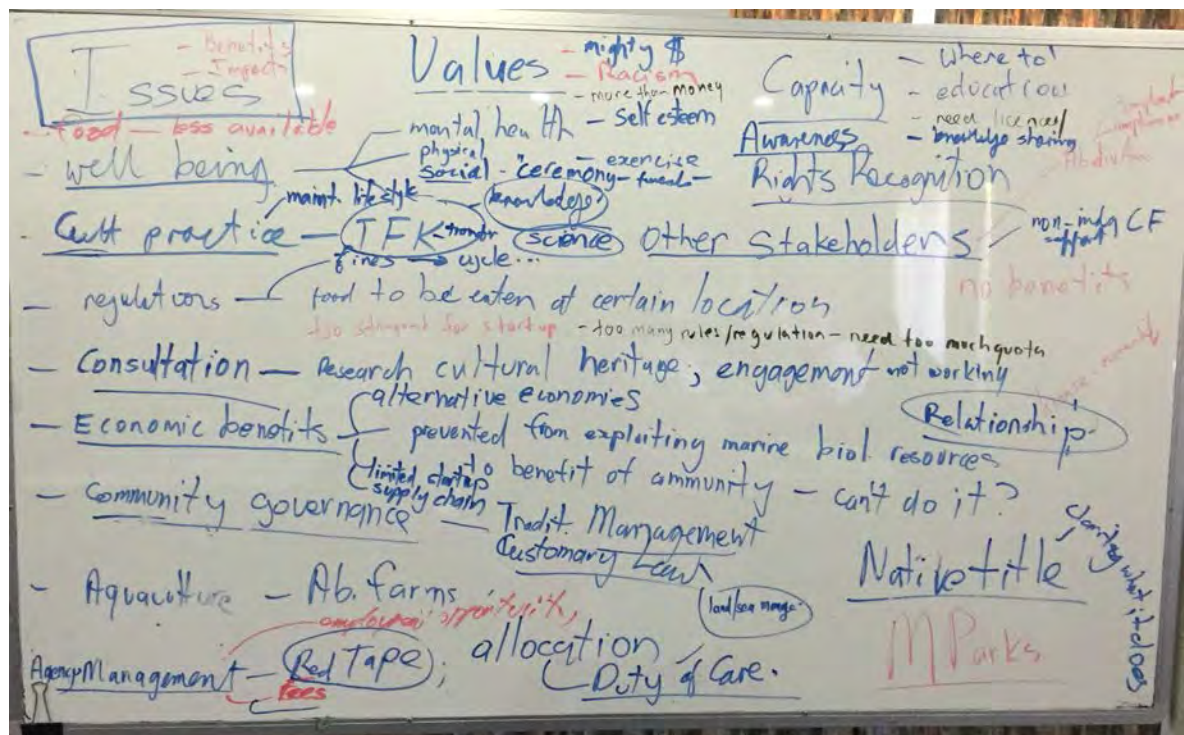 Issues
- Benefits
- Impacts
Values - mighty $
- Racism
- more than money
Capacity - Where to
- education
- need licences
- knowledge sharing
- food - less available
- well being
mental health - self esteem
physical - exercise
social - ceremony - funerals -
Awareness
Rights Recognition
Cult practice - TFK
maint. lifestyle
knowledge
science
Other Stakeholders
non-indg CF
no benefits
- regulations - food to be eaten at certain location
fines → cycle...
too stringent for startup - too many rules/regulation - need too much quota
- Consultation - Research cultural heritage, engagement not working
- Economic benefits
alternative economies
prevented from exploiting marine biol. resources
to benefit of community - can't do it?
limited startup
supply chain
Relationship
- Community governance - Tradit. Management
Customary Law
land/sea manage.
Native title
clarity what it does
- Aquaculture - Ab. farms
MParks
Agency Management - Red Tape;
employment opportunity
fees
allocation
Duty of Care.